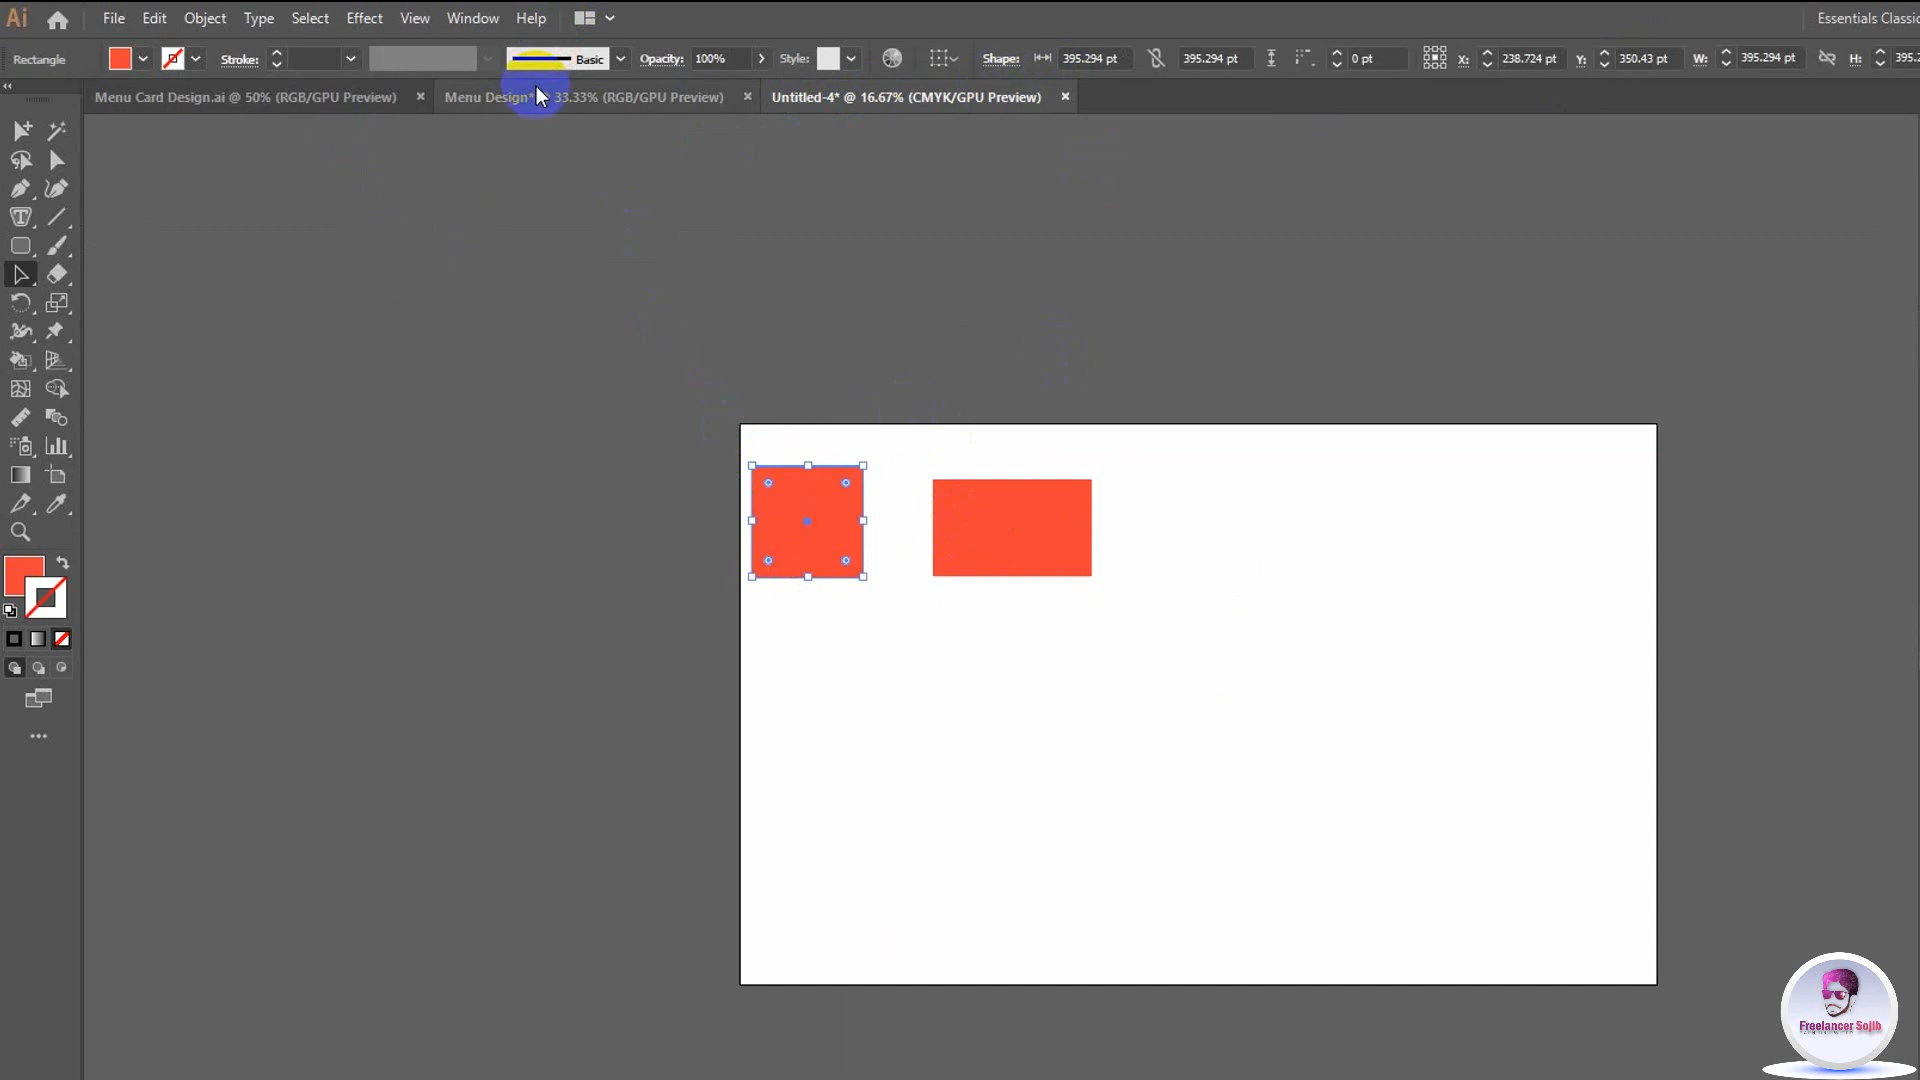 Ai File Edit Object Type Select Effect View Window Help Essentials Classic
Rectangle Stroke: Basic Opacity: 100% Style: Shape: 395.294 pt 395.294 pt 0 pt X: 238.724 pt Y: 350.43 pt W: 395.294 pt H: 395.2
Menu Card Design.ai @ 50% (RGB/GPU Preview) × Menu Design* @ 33.33% (RGB/GPU Preview) × Untitled-4* @ 16.67% (CMYK/GPU Preview) ×
Freelancer Sojib